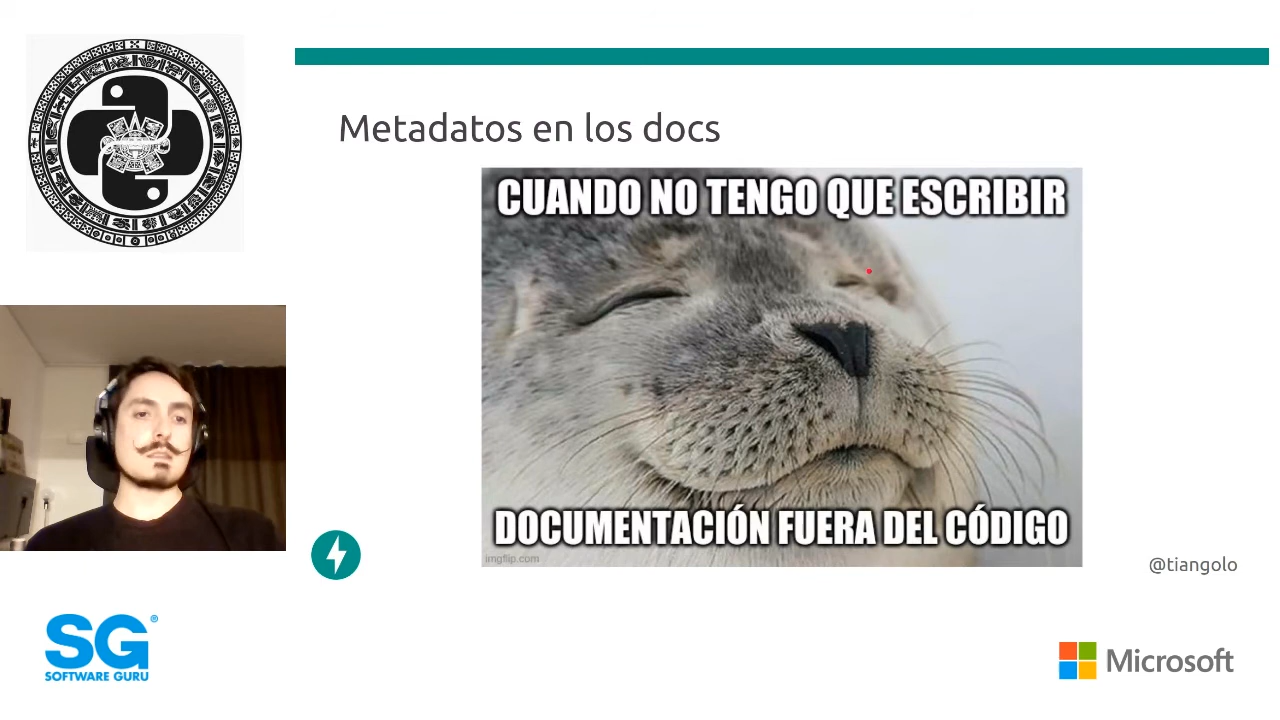 Metadatos en los docs
CUANDO NO TENGO QUE ESCRIBIR
DOCUMENTACIÓN FUERA DEL CÓDIGO
imgflip.com
@tiangolo
SG®
SOFTWARE GURU
Microsoft